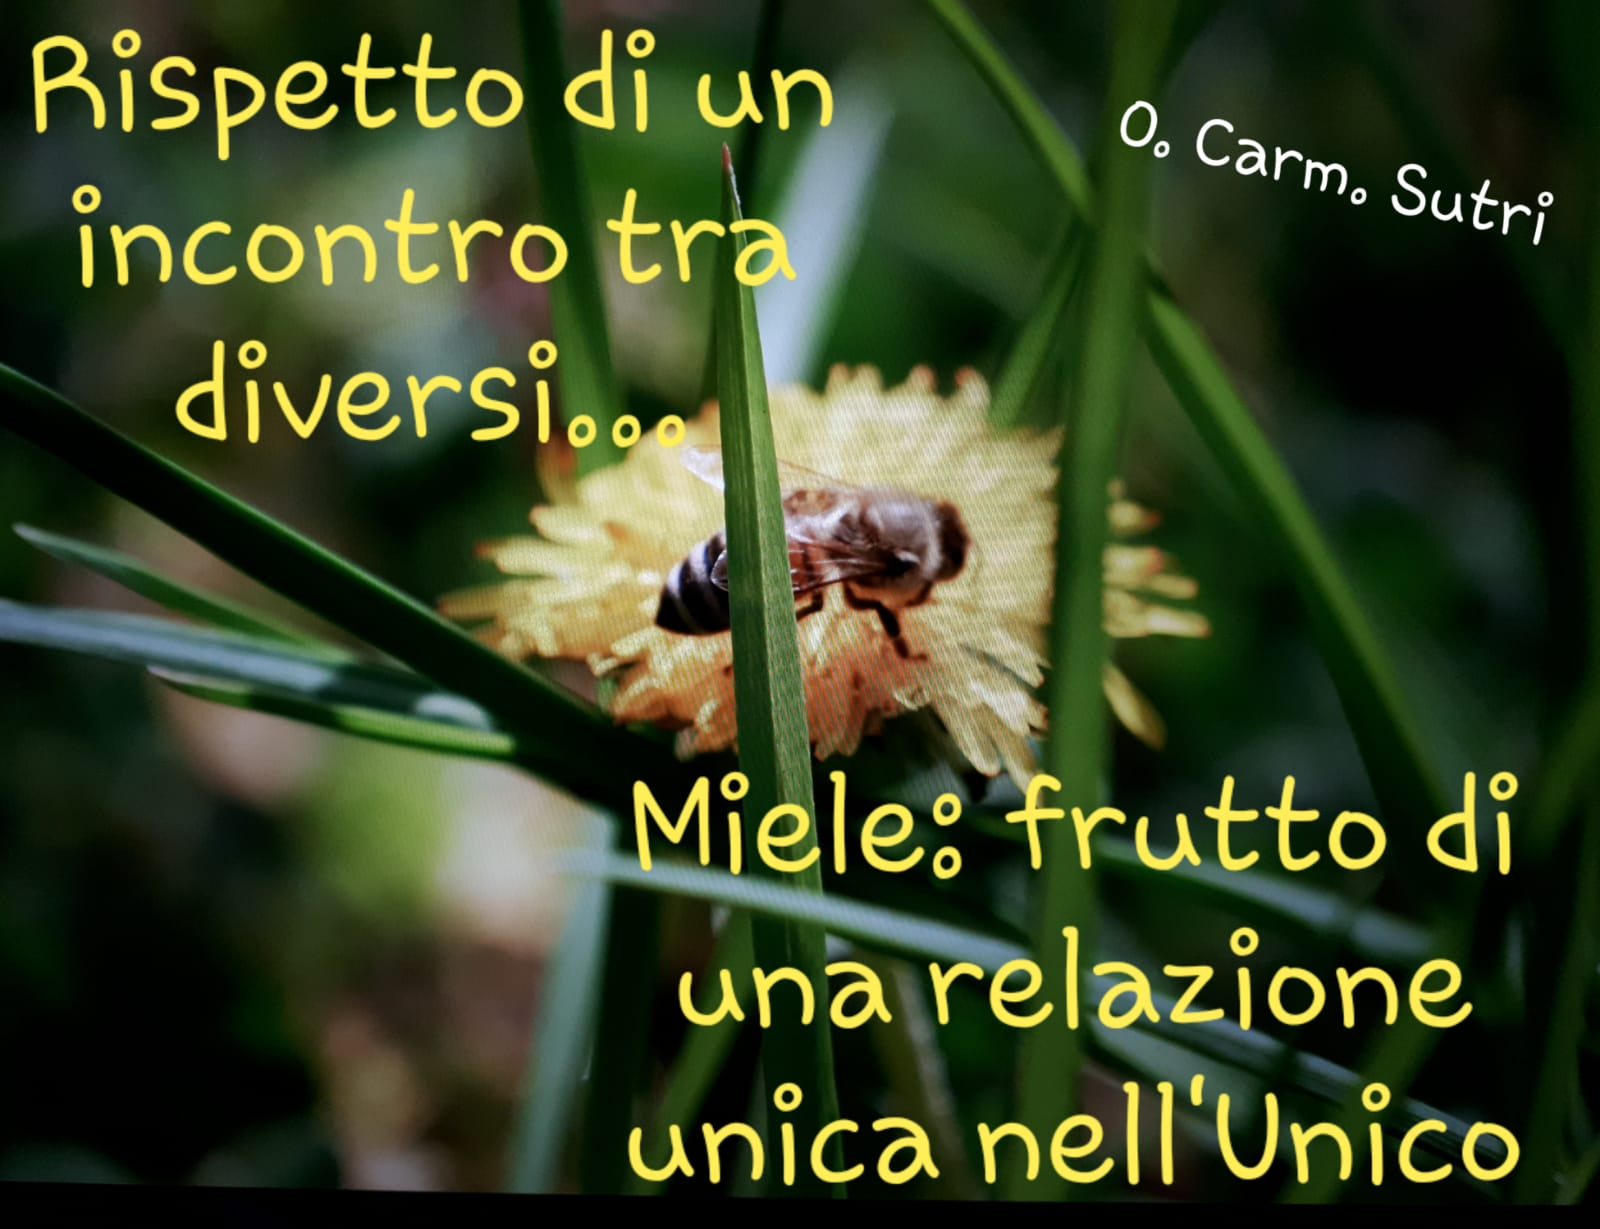 Rispetto di un
incontro tra
diversi...
O. Carm. Sutri
Miele: frutto di
una relazione
unica nell'Unico